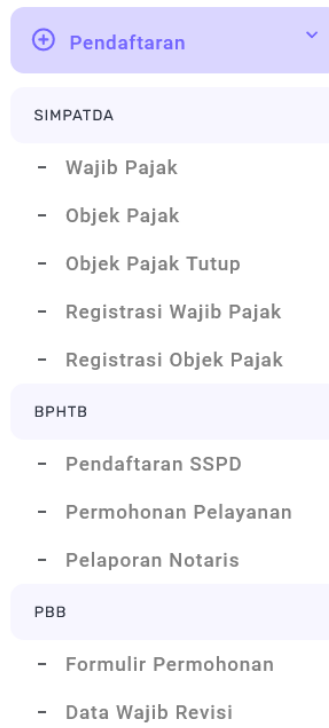 Pendaftaran
SIMPATDA
- Wajib Pajak
- Objek Pajak
- Objek Pajak Tutup
- Registrasi Wajib Pajak
- Registrasi Objek Pajak
BPHTB
- Pendaftaran SSPD
- Permohonan Pelayanan
- Pelaporan Notaris
PBB
- Formulir Permohonan
- Data Wajib Revisi